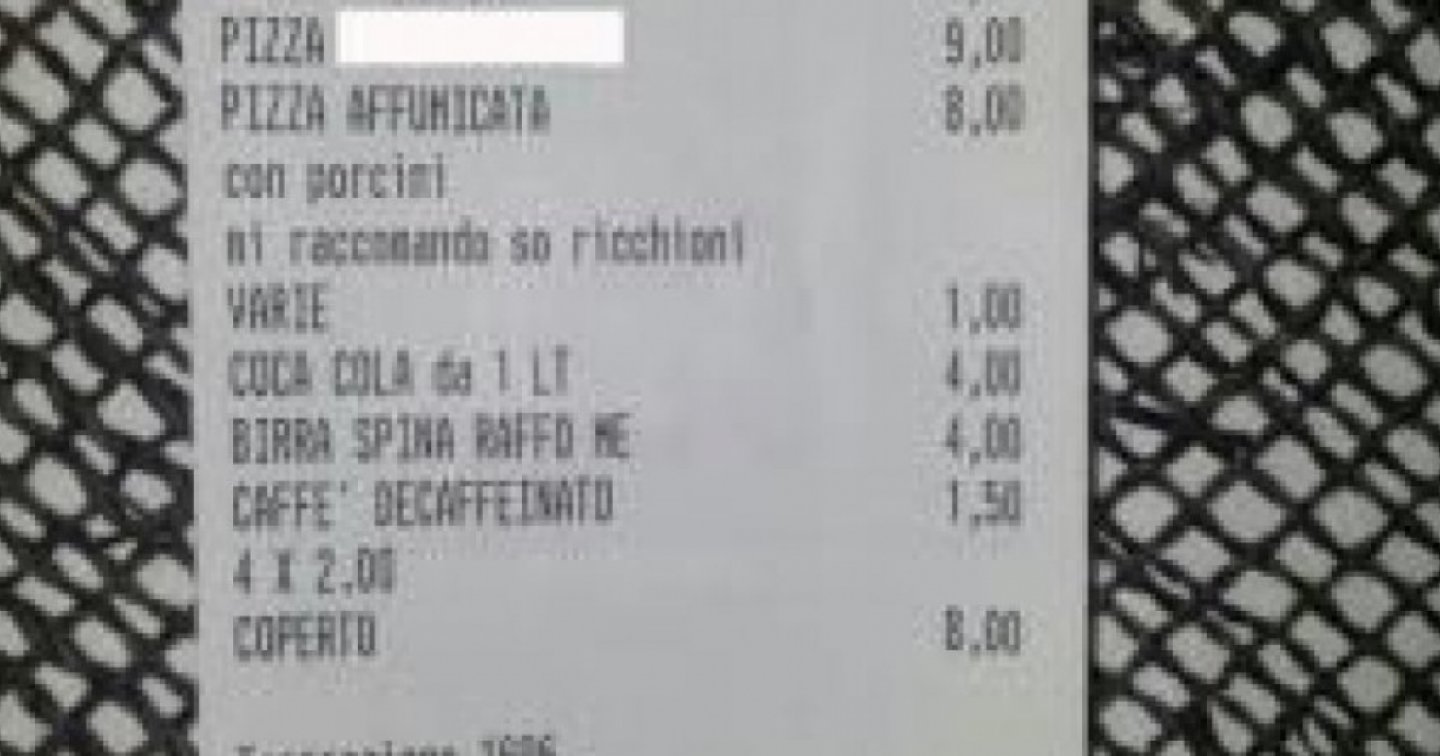 PIZZA 9,00
PIZZA AFFUMICATA 8,00
con porcini
mi raccomando so ricchioni
VARIE 1,00
COCA COLA da 1 LT 4,00
BIRRA SPINA RAFFO ME 4,00
CAFFE' DECAFFEINATO 1,50
4 X 2.00
COPERTO 8,00